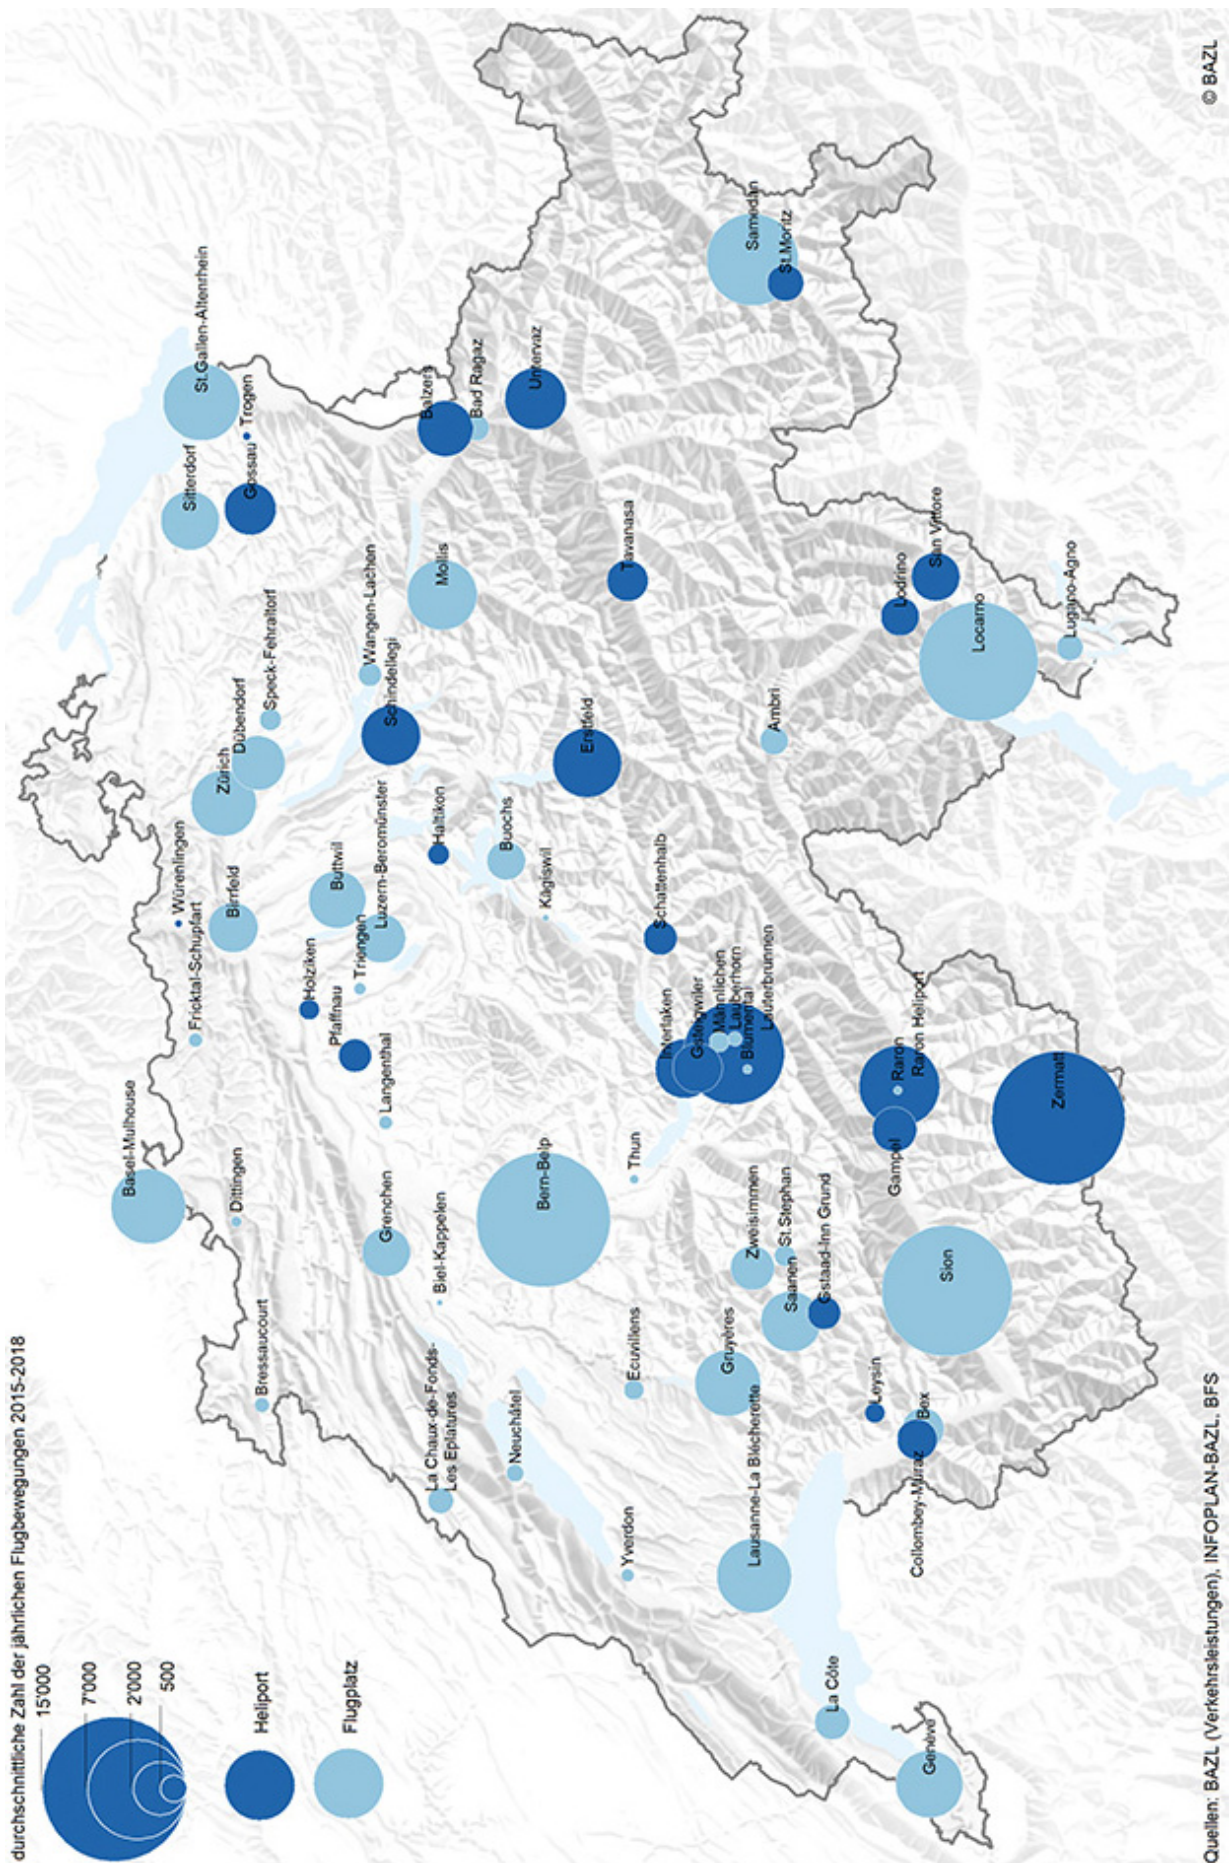 durchschnittliche Zahl der jährlichen Flugbewegungen 2015-2018
15'000
7'000
2'000
500
Heliport
Flugplatz
Basel-Mulhouse
Dittingen
Bressaucourt
Fricktal-Schupfart
Würenlingen
Birrfeld
Zürich
Dübendorf
Speck-Fehraltorf
Sitterdorf
St.Gallen-Altenrhein
Gossau
Trogen
Holziken
Buttwil
Pfaffnau
Triengen
Langenthal
Luzern-Beromünster
Wangen-Lachen
Schindellegi
Grenchen
Biel-Kappelen
Haltikon
Mollis
Balzers
Bad Ragaz
La Chaux-de-Fonds-
Les Eplatures
Neuchâtel
Bern-Belp
Buochs
Kägiswil
Erstfeld
Untervaz
Tavanasa
Yverdon
Ecuvillens
Thun
Schattenhalb
Interlaken
Gsteigwiler
Männlichen
Lauberhorn
Blumental
Lauterbrunnen
Lausanne-La Blécherette
Gruyères
Zweisimmen
St.Stephan
Saanen
Gstaad-Inn Grund
Ambri
Samedan
St.Moritz
La Côte
Leysin
Bex
Collombey-Muraz
Gampel
Raron
Raron Heliport
Lodrino
San Vittore
Genève
Sion
Zermatt
Locarno
Lugano-Agno
Quellen: BAZL (Verkehrsleistungen), INFOPLAN-BAZL, BFS
© BAZL